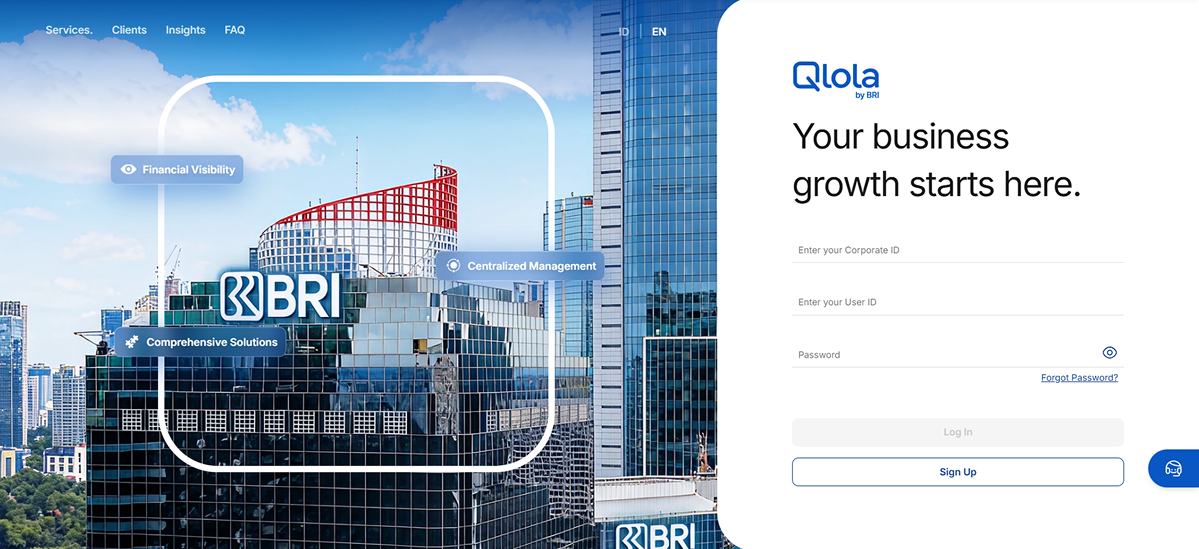 Services.
Clients
Insights
FAQ
ID
EN
Financial Visibility
Centralized Management
BRI
Comprehensive Solutions
BRI
Qlola
by BRI
Your business
growth starts here.
Enter your Corporate ID
Enter your User ID
Password
Forgot Password?
Log In
Sign Up